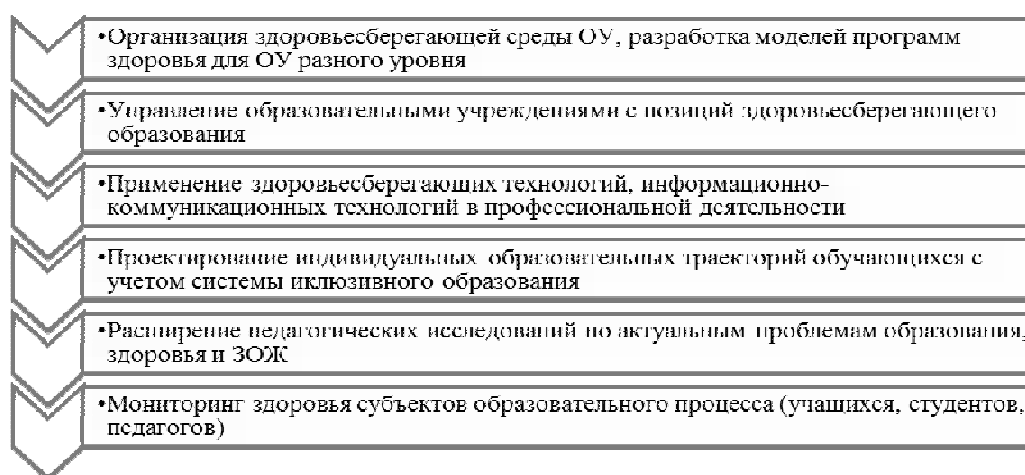 •Организация здоровьесберегающей среды ОУ, разработка моделей программ
здоровья для ОУ разного уровня
•Управление образовательными учреждениями с позиций здоровьесберегающего
образования
•Применение здоровьесберегающих технологий, информационно-
коммуникационных технологий в профессиональной деятельности
•Проектирование индивидуальных образовательных траекторий обучающихся с
учетом системы иклюзивного образования
•Расширение педагогических исследований по актуальным проблемам образования,
здоровья и ЗОЖ
•Мониторинг здоровья субъектов образовательного процесса (учащихся, студентов,
педагогов)